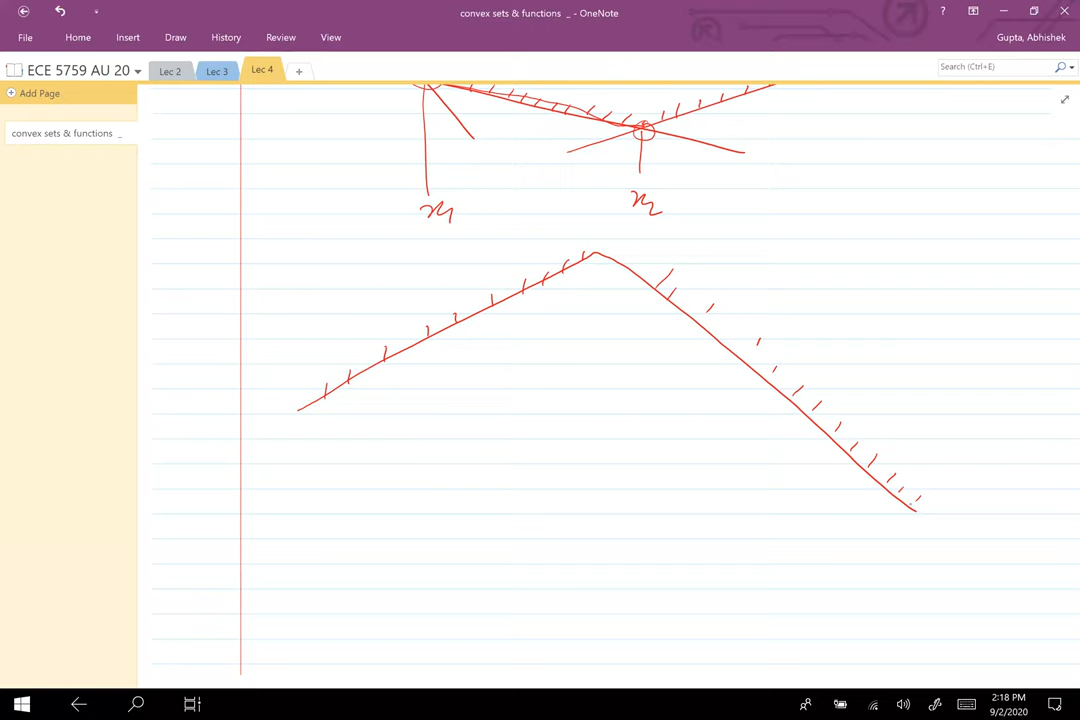 convex sets & functions _ - OneNote
?
File Home Insert Draw History Review View
Gupta, Abhishek
ECE 5759 AU 20
Lec 2 Lec 3 Lec 4 +
Search (Ctrl+E)
Add Page
convex sets & functions _
x1
x2
2:18 PM
9/2/2020